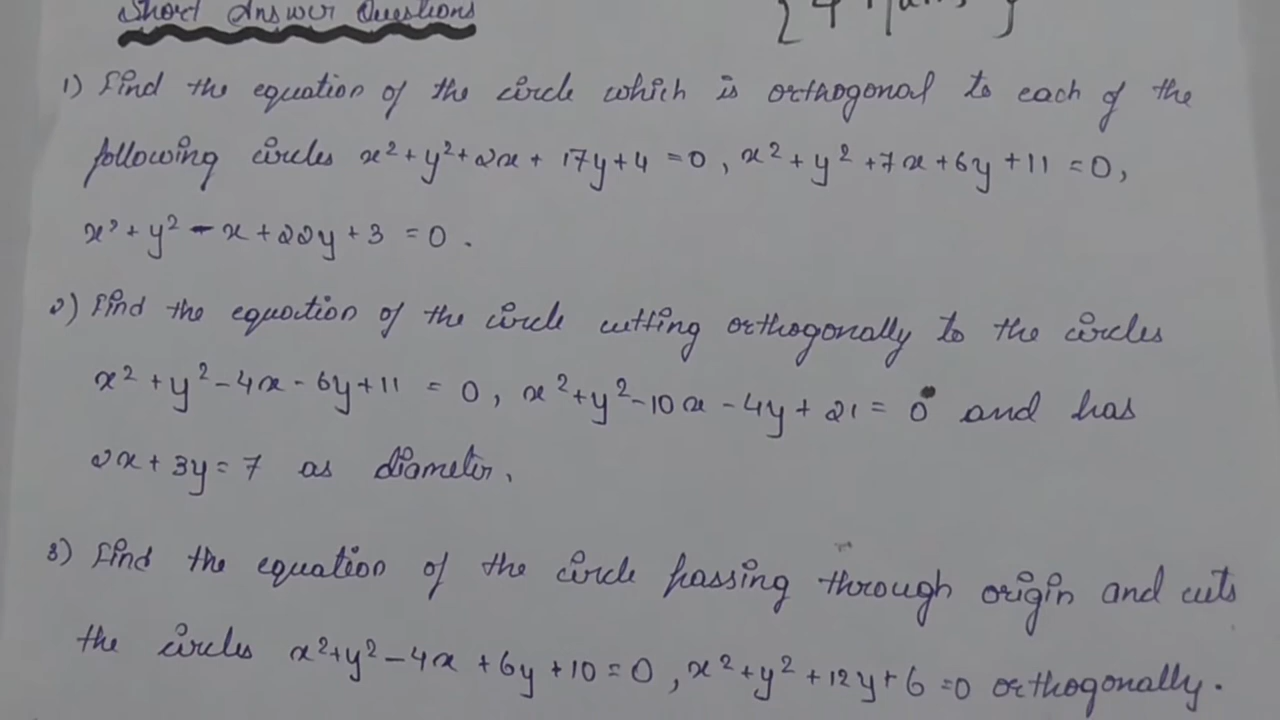 Short Answer Questions [4 Marks]
1) Find the equation of the circle which is orthogonal to each of the
following circles x²+y²+2x+17y+4=0, x²+y²+7x+6y+11=0,
x²+y²-x+22y+3=0.
2) Find the equation of the circle cutting orthogonally to the circles
x²+y²-4x-6y+11=0, x²+y²-10x-4y+21=0 and has
2x+3y=7 as diameter.
3) Find the equation of the circle passing through origin and cuts
the circles x²+y²-4x+6y+10=0, x²+y²+12y+6=0 orthogonally.